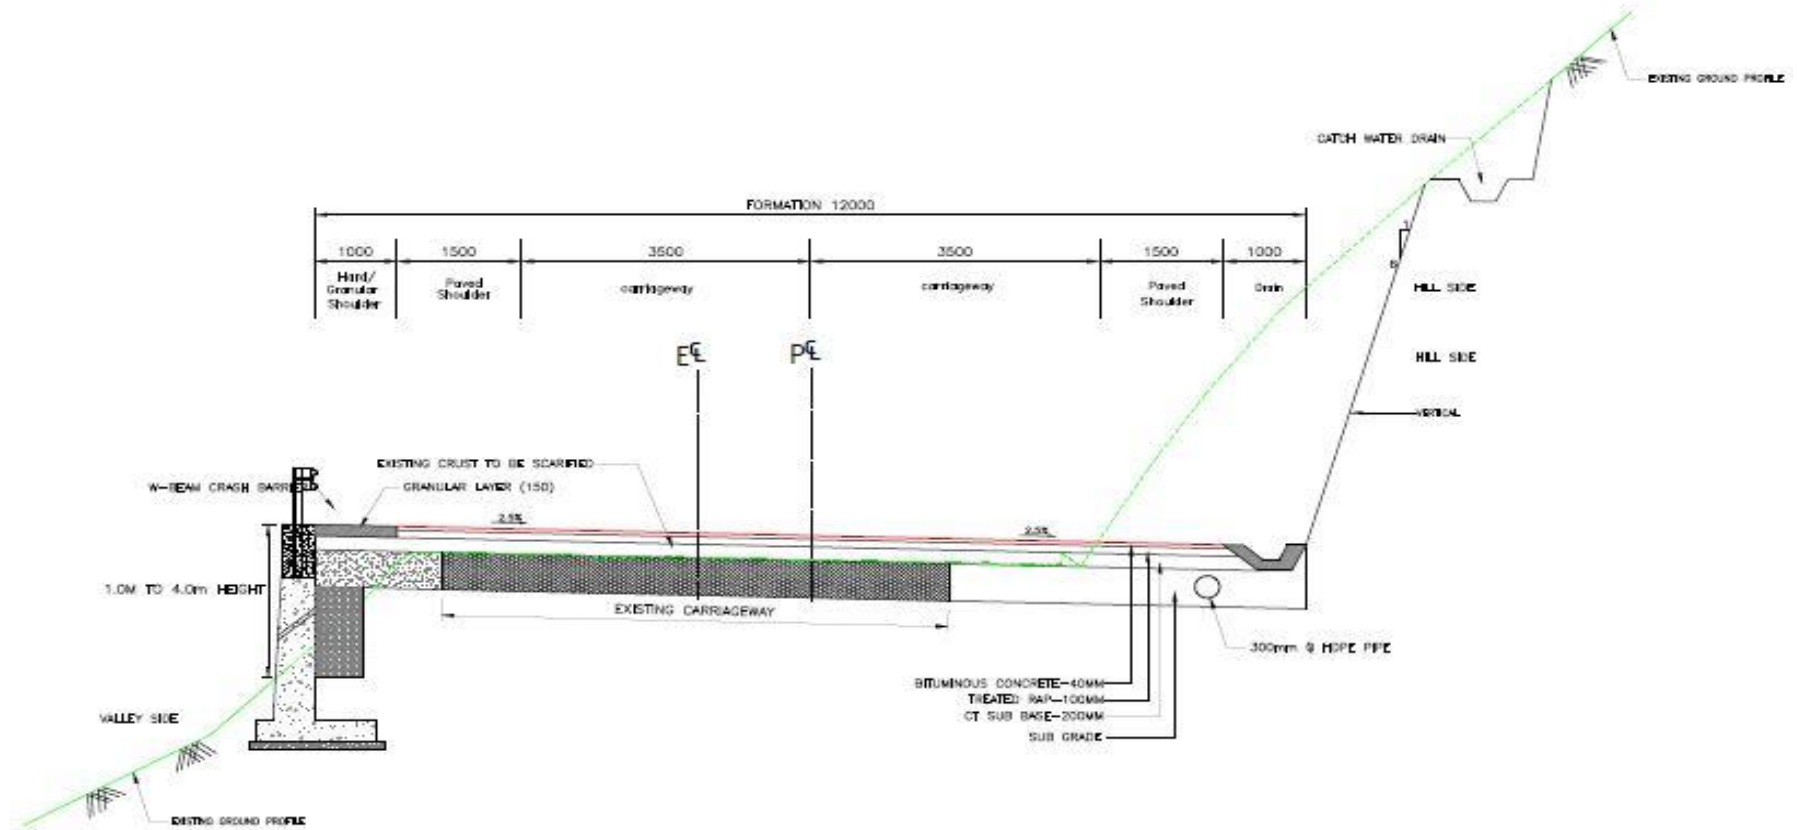 EXISTING GROUND PROFILE
CATCH WATER DRAIN
FORMATION 12000
1000
1500
3500
3500
1500
1000
Hard/
Granular
Shoulder
Paved
Shoulder
carriageway
carriageway
Paved
Shoulder
Drain
1
6
HILL SIDE
HILL SIDE
E℄
P℄
VERTICAL
EXISTING CRUST TO BE SCARIFIED
W-BEAM CRASH BARRIER
GRANULAR LAYER (150)
2.5%
2.5%
1.0M TO 4.0m HEIGHT
EXISTING CARRIAGEWAY
300mm @ HDPE PIPE
BITUMINOUS CONCRETE-40MM
TREATED RAP-100MM
CT SUB BASE-200MM
SUB GRADE
VALLEY SIDE
EXISTING GROUND PROFILE